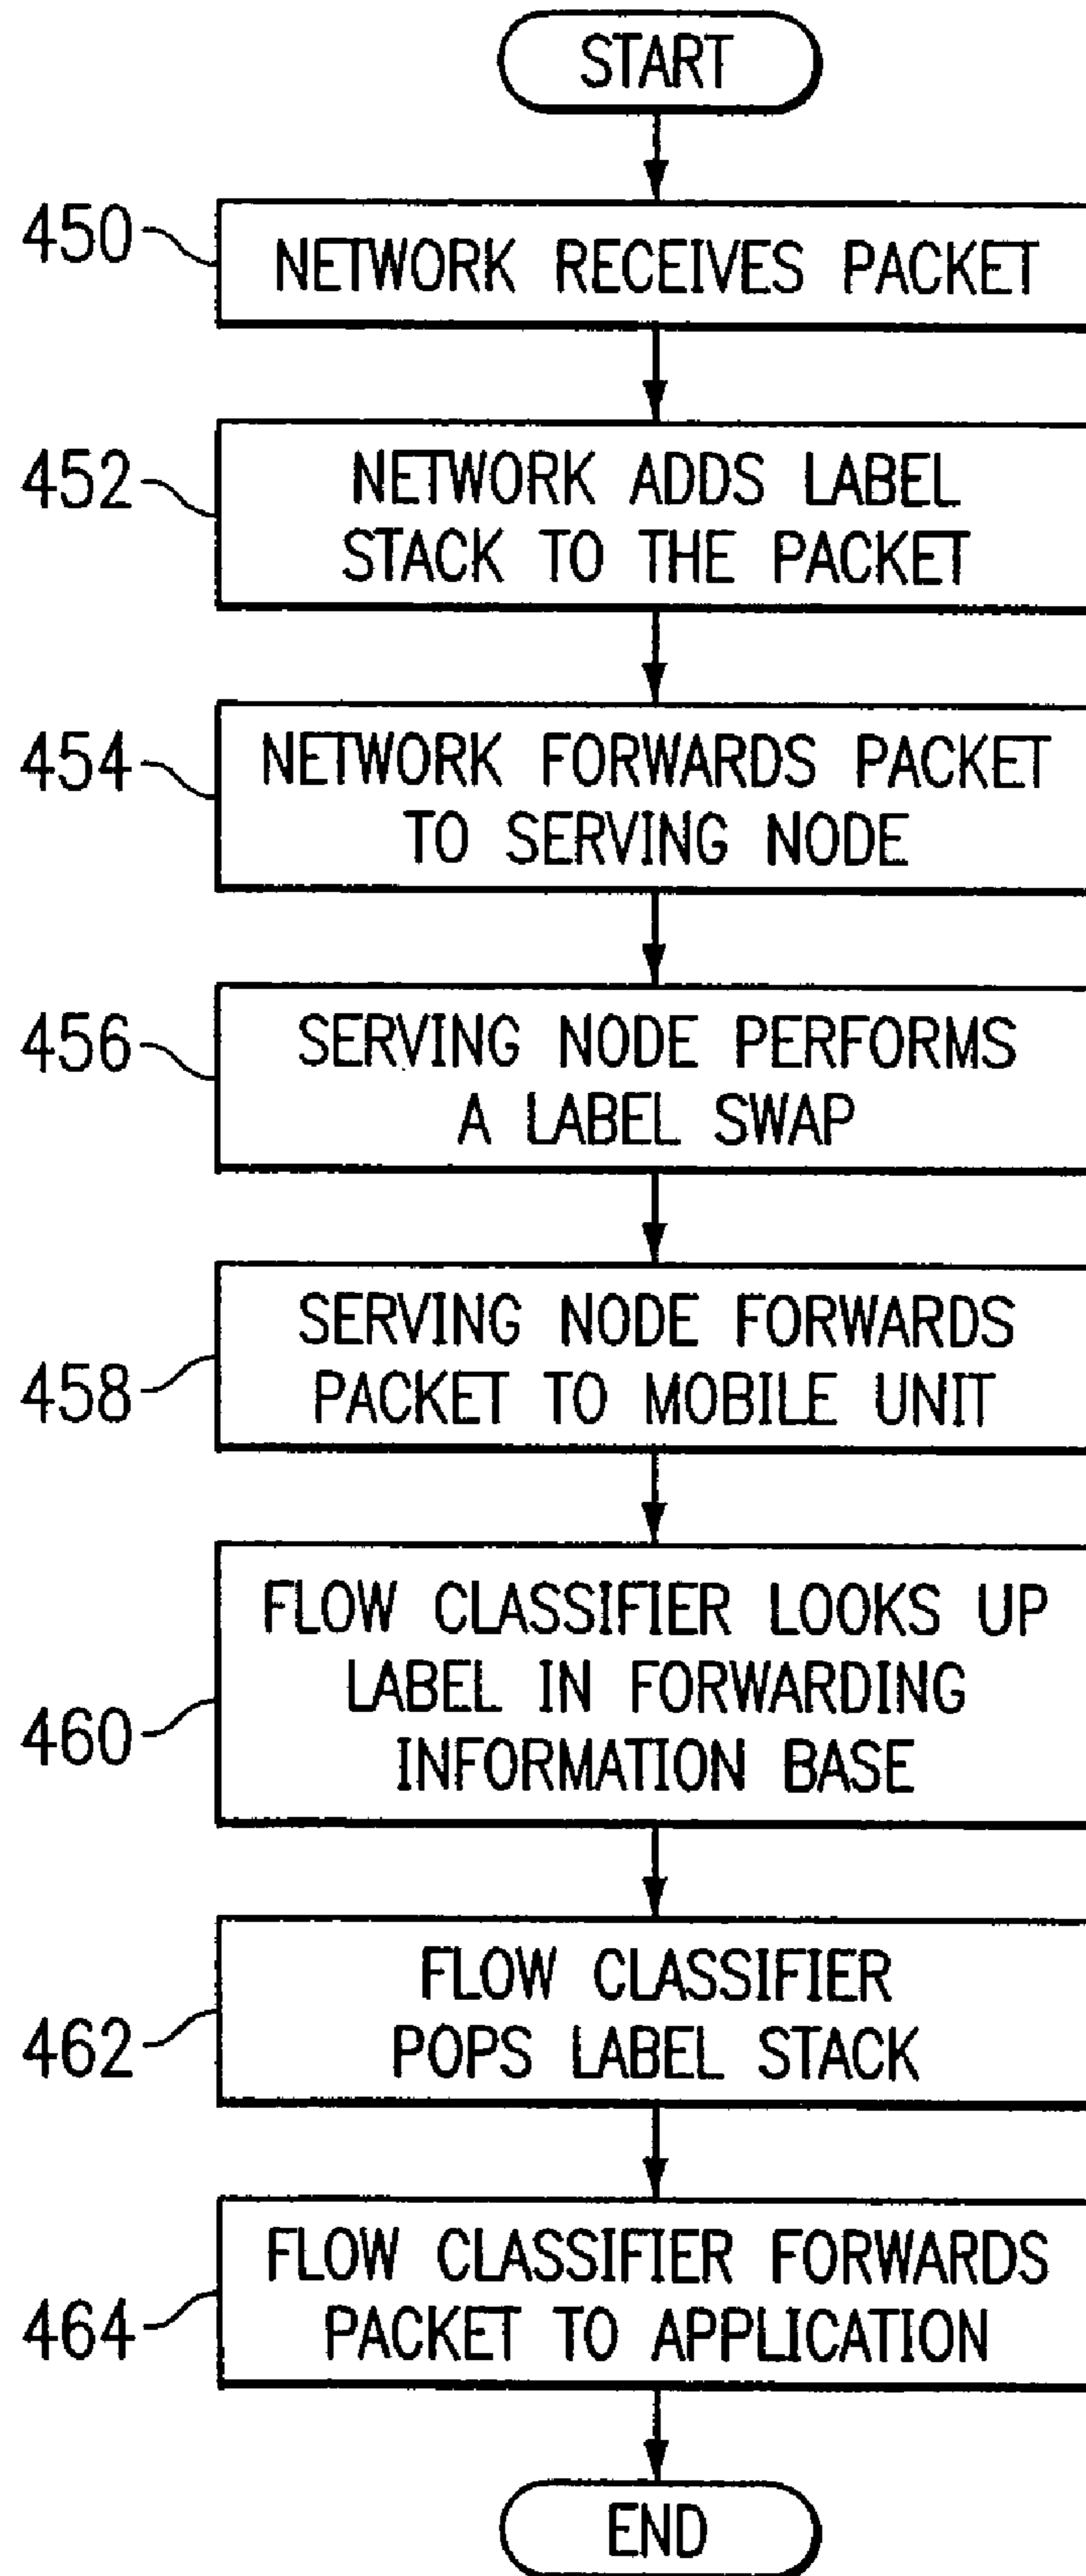 START
450
NETWORK RECEIVES PACKET
452
NETWORK ADDS LABEL
STACK TO THE PACKET
454
NETWORK FORWARDS PACKET
TO SERVING NODE
456
SERVING NODE PERFORMS
A LABEL SWAP
458
SERVING NODE FORWARDS
PACKET TO MOBILE UNIT
460
FLOW CLASSIFIER LOOKS UP
LABEL IN FORWARDING
INFORMATION BASE
462
FLOW CLASSIFIER
POPS LABEL STACK
464
FLOW CLASSIFIER FORWARDS
PACKET TO APPLICATION
END